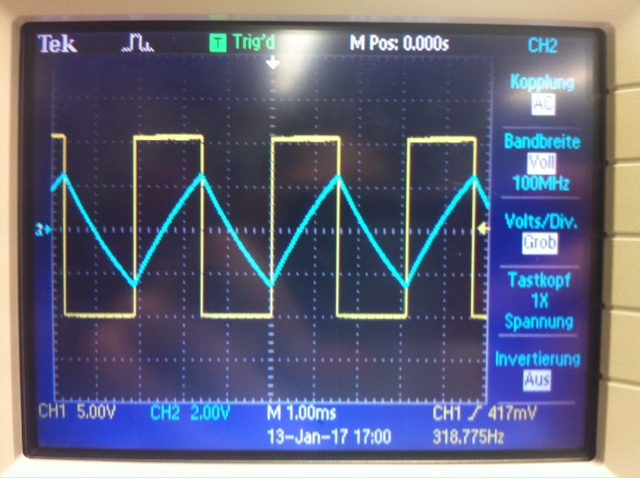 Tek T Trig'd M Pos: 0.000s CH2
Kopplung
AC
Bandbreite
Voll
100MHz
Volts/Div.
Grob
Tastkopf
1X
Spannung
Invertierung
Aus
2
CH1 5.00V CH2 2.00V M 1.00ms CH1 417mV
13-Jan-17 17:00 318.775Hz